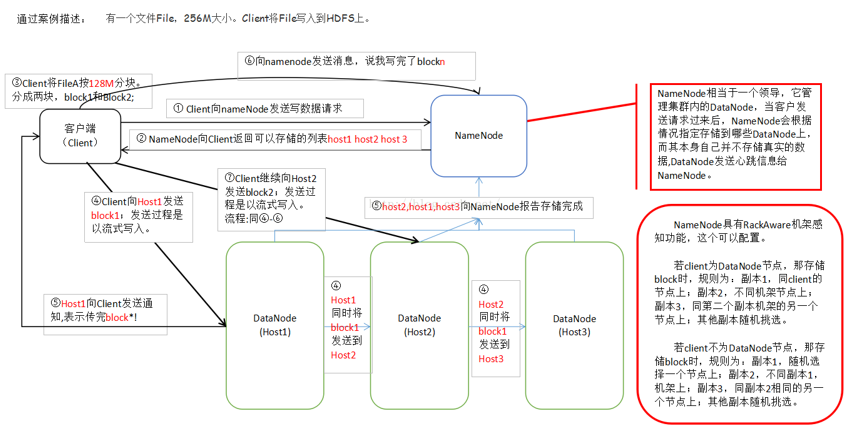 通过案例描述：  有一个文件File，256M大小。Client将File写入到HDFS上。
⑥向namenode发送消息，说我写完了blockn
③Client将FileA按128M分块。
分成两块，block1和Block2;
① Client向nameNode发送写数据请求
客户端
（Client）
NameNode
② NameNode向Client返回可以存储的列表host1 host2 host 3
NameNode相当于一个领导，它管
理集群内的DataNode，当客户发
送请求过来后，NameNode会根据
情况指定存储到哪些DataNode上，
而其本身自己并不存储真实的数
据,DataNode发送心跳信息给
NameNode。
⑦Client继续向Host2
发送block2；发送过
程是以流式写入。
流程:同④-⑥
④Client向Host1发送
block1；发送过程是
以流式写入。
⑤host2,host1,host3向NameNode报告存储完成
NameNode具有RackAware机架感
知功能，这个可以配置。
若client为DataNode节点，那存储
block时，规则为：副本1，同client的
节点上；副本2，不同机架节点上；
副本3，同第二个副本机架的另一个
节点上；其他副本随机挑选。
若client不为DataNode节点，那存
储block时，规则为：副本1，随机选
择一个节点上；副本2，不同副本1，
机架上；副本3，同副本2相同的另一
个节点上；其他副本随机挑选。
⑤Host1向Client发送通
知,表示传完block*!
DataNode
(Host1)
④
Host1
同时将
block1
发送到
Host2
DataNode
(Host2)
④
Host2
同时将
block1
发送到
Host3
DataNode
(Host3)